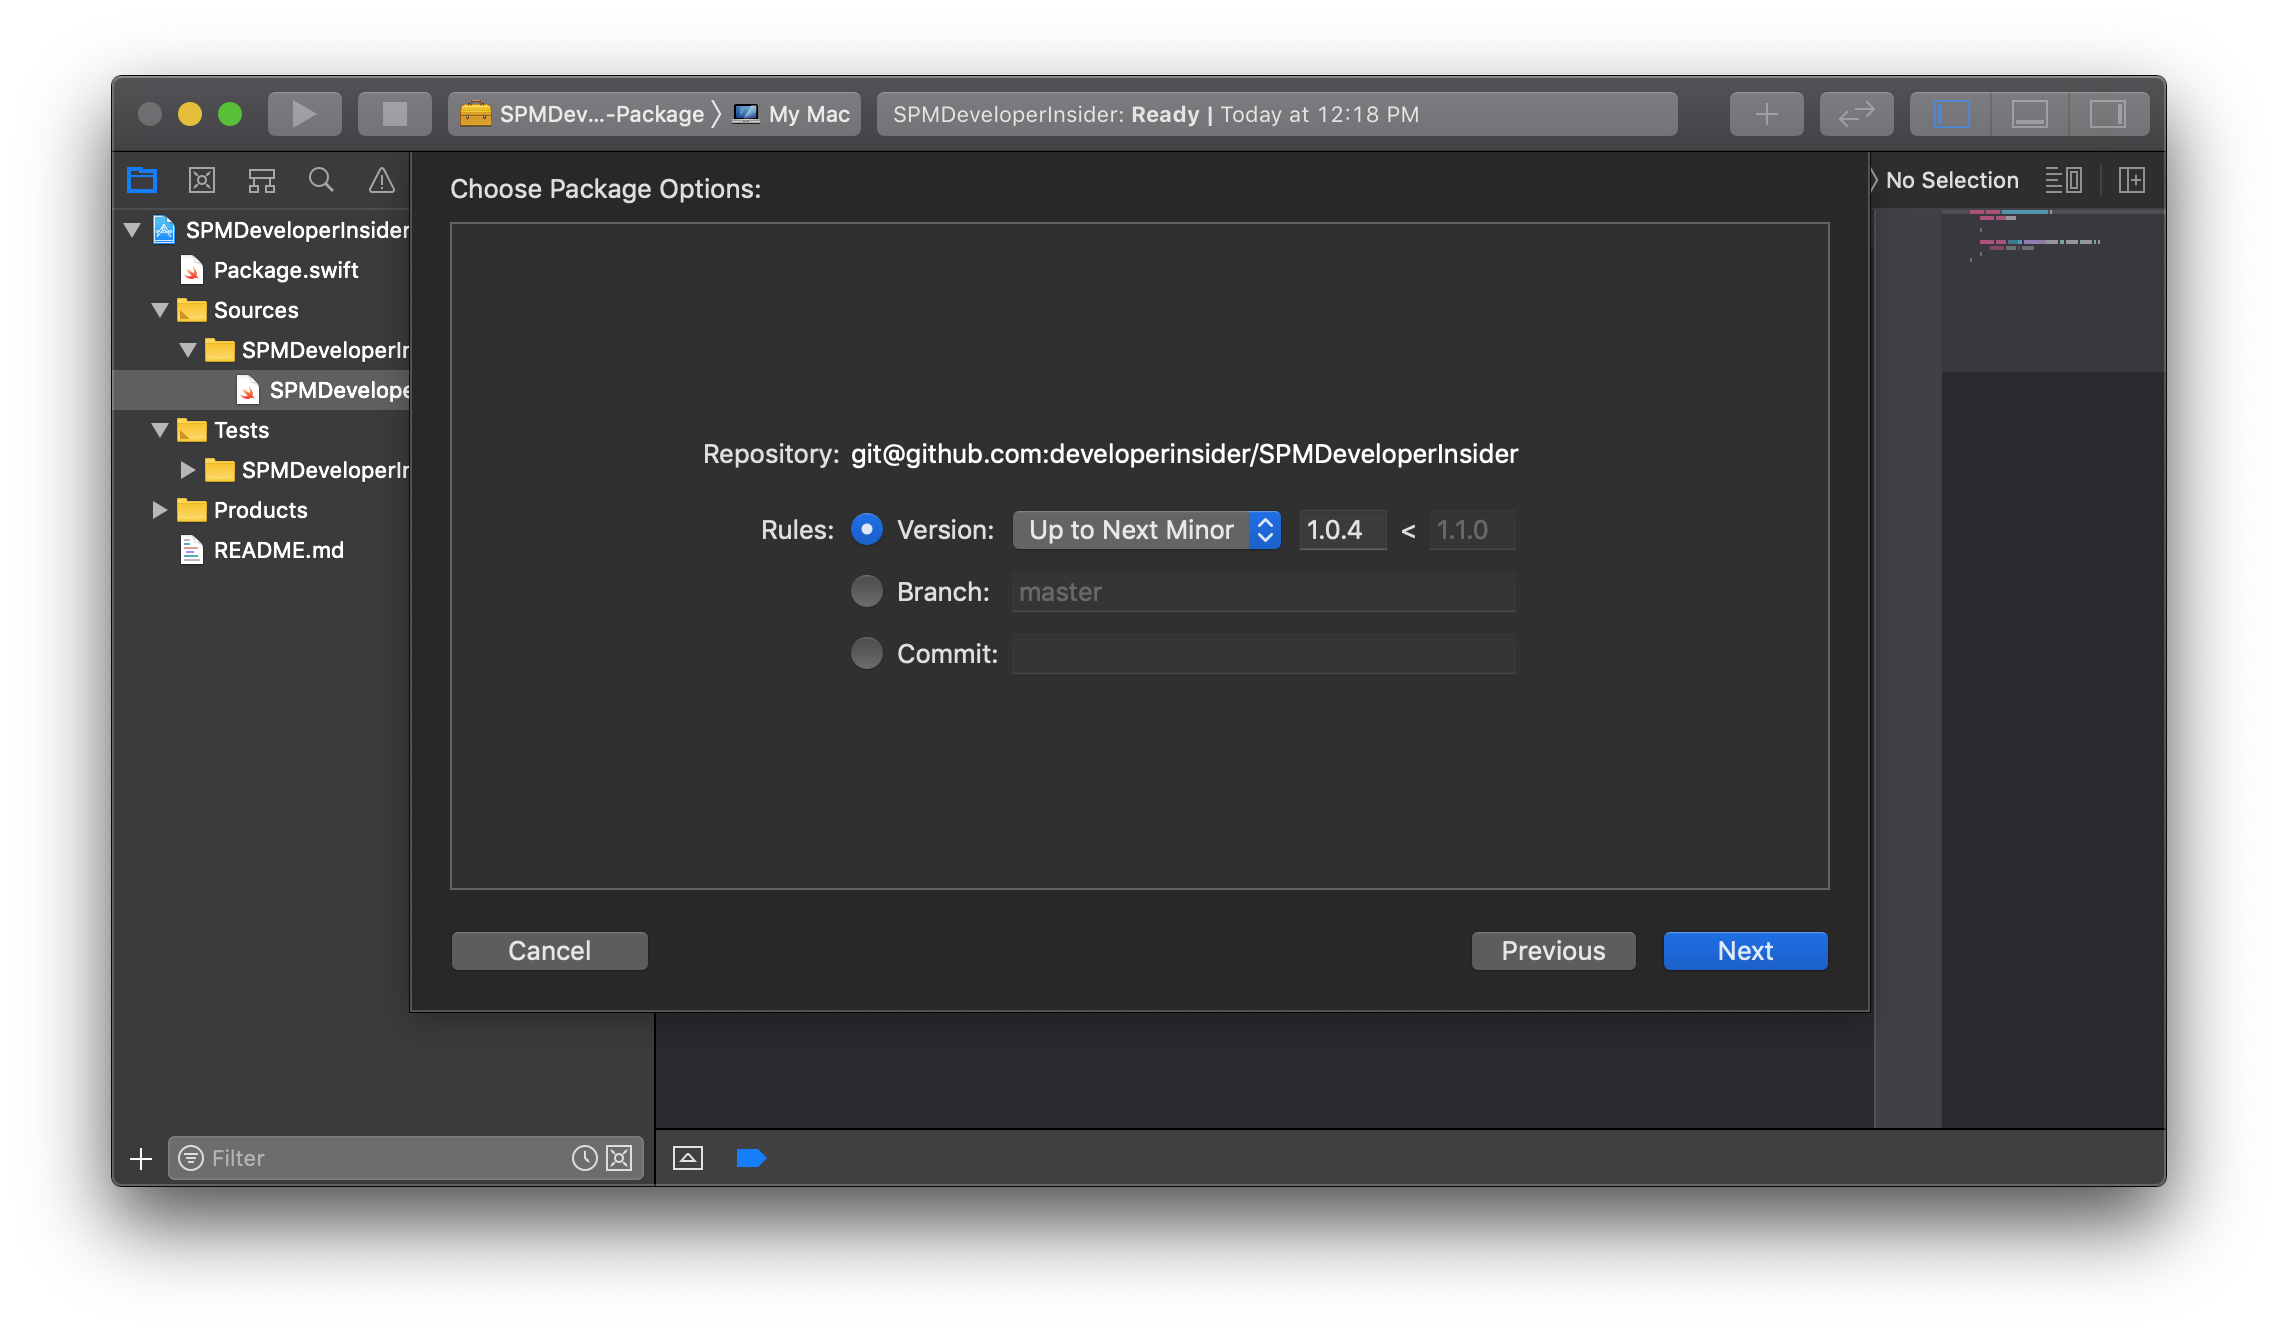 SPMDev...-Package
My Mac
SPMDeveloperInsider: Ready | Today at 12:18 PM
Choose Package Options:
No Selection
SPMDeveloperInsider
Package.swift
Sources
SPMDeveloperIn
SPMDevelope
Tests
SPMDeveloperIn
Products
README.md
Repository: git@github.com:developerinsider/SPMDeveloperInsider
Rules: Version: Up to Next Minor 1.0.4 < 1.1.0
Branch: master
Commit:
Cancel
Previous
Next
Filter